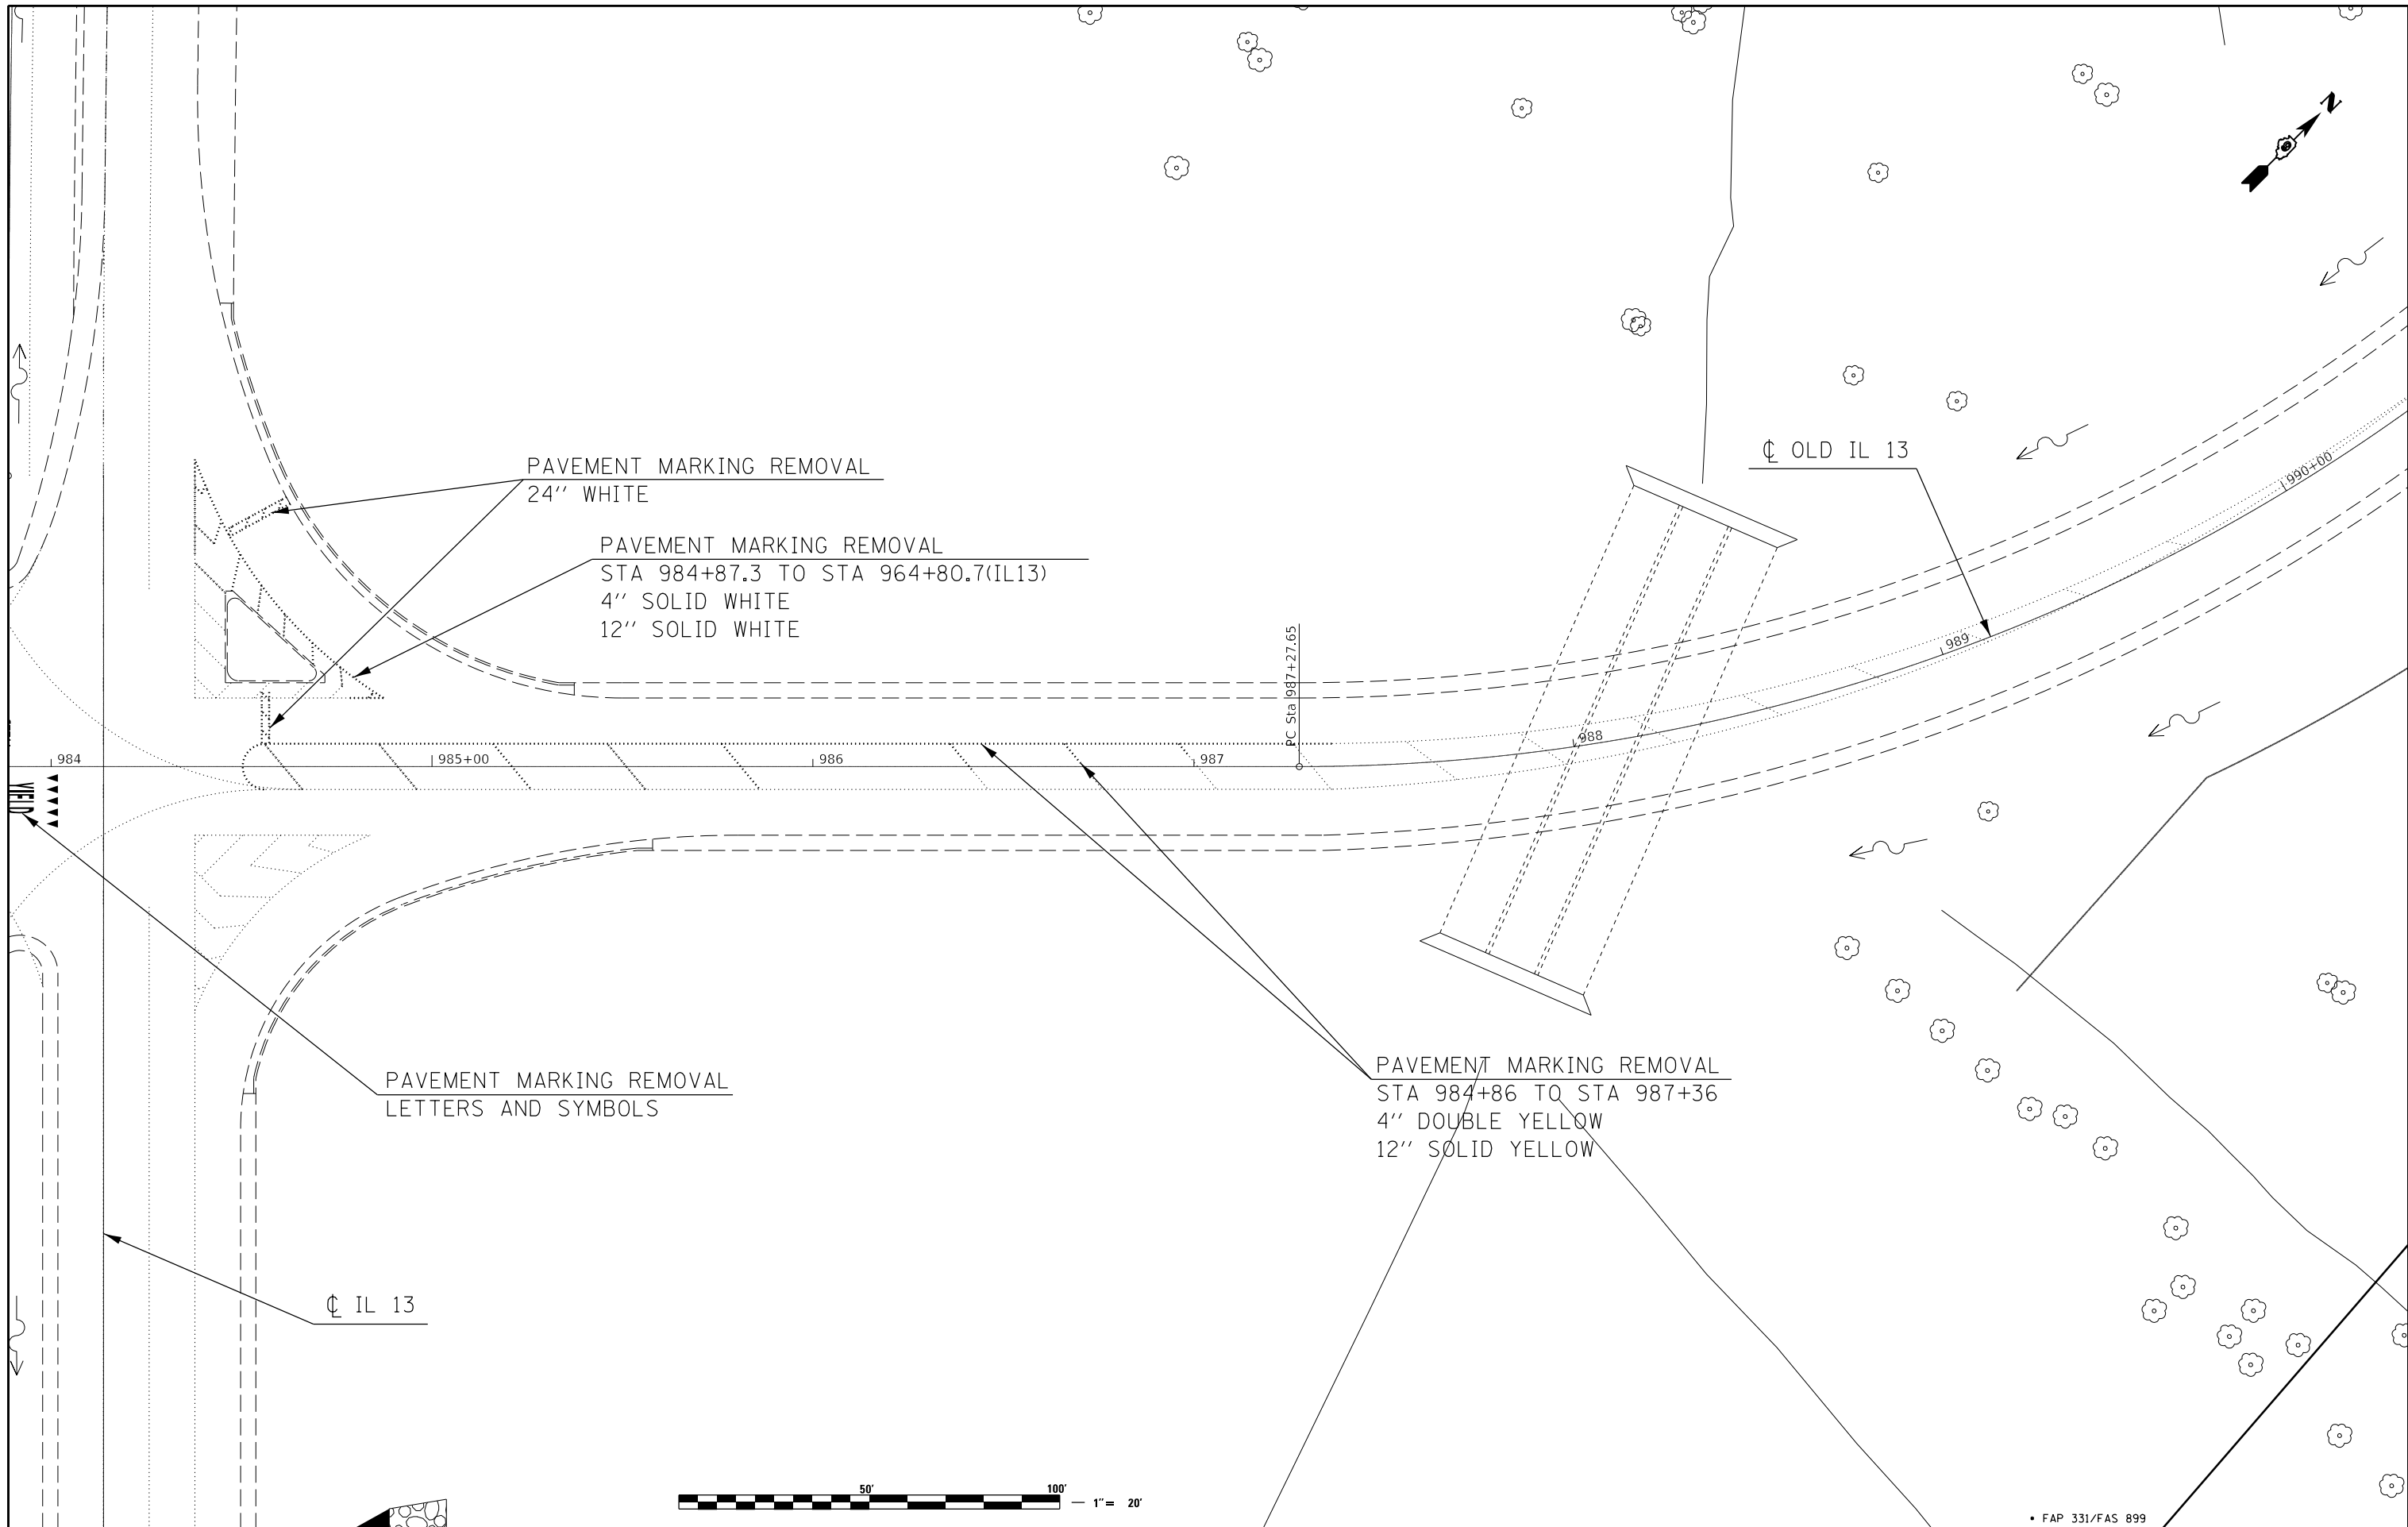 N
PAVEMENT MARKING REMOVAL
24'' WHITE
℄ OLD IL 13
990+00
PAVEMENT MARKING REMOVAL
STA 984+87.3 TO STA 964+80.7(IL13)
4'' SOLID WHITE
12'' SOLID WHITE
PC Sta 987+27.65
989
988
984
985+00
986
987
PAVEMENT MARKING REMOVAL
LETTERS AND SYMBOLS
PAVEMENT MARKING REMOVAL
STA 984+86 TO STA 987+36
4'' DOUBLE YELLOW
12'' SOLID YELLOW
℄ IL 13
50'
100'
1"= 20'
• FAP 331/FAS 899